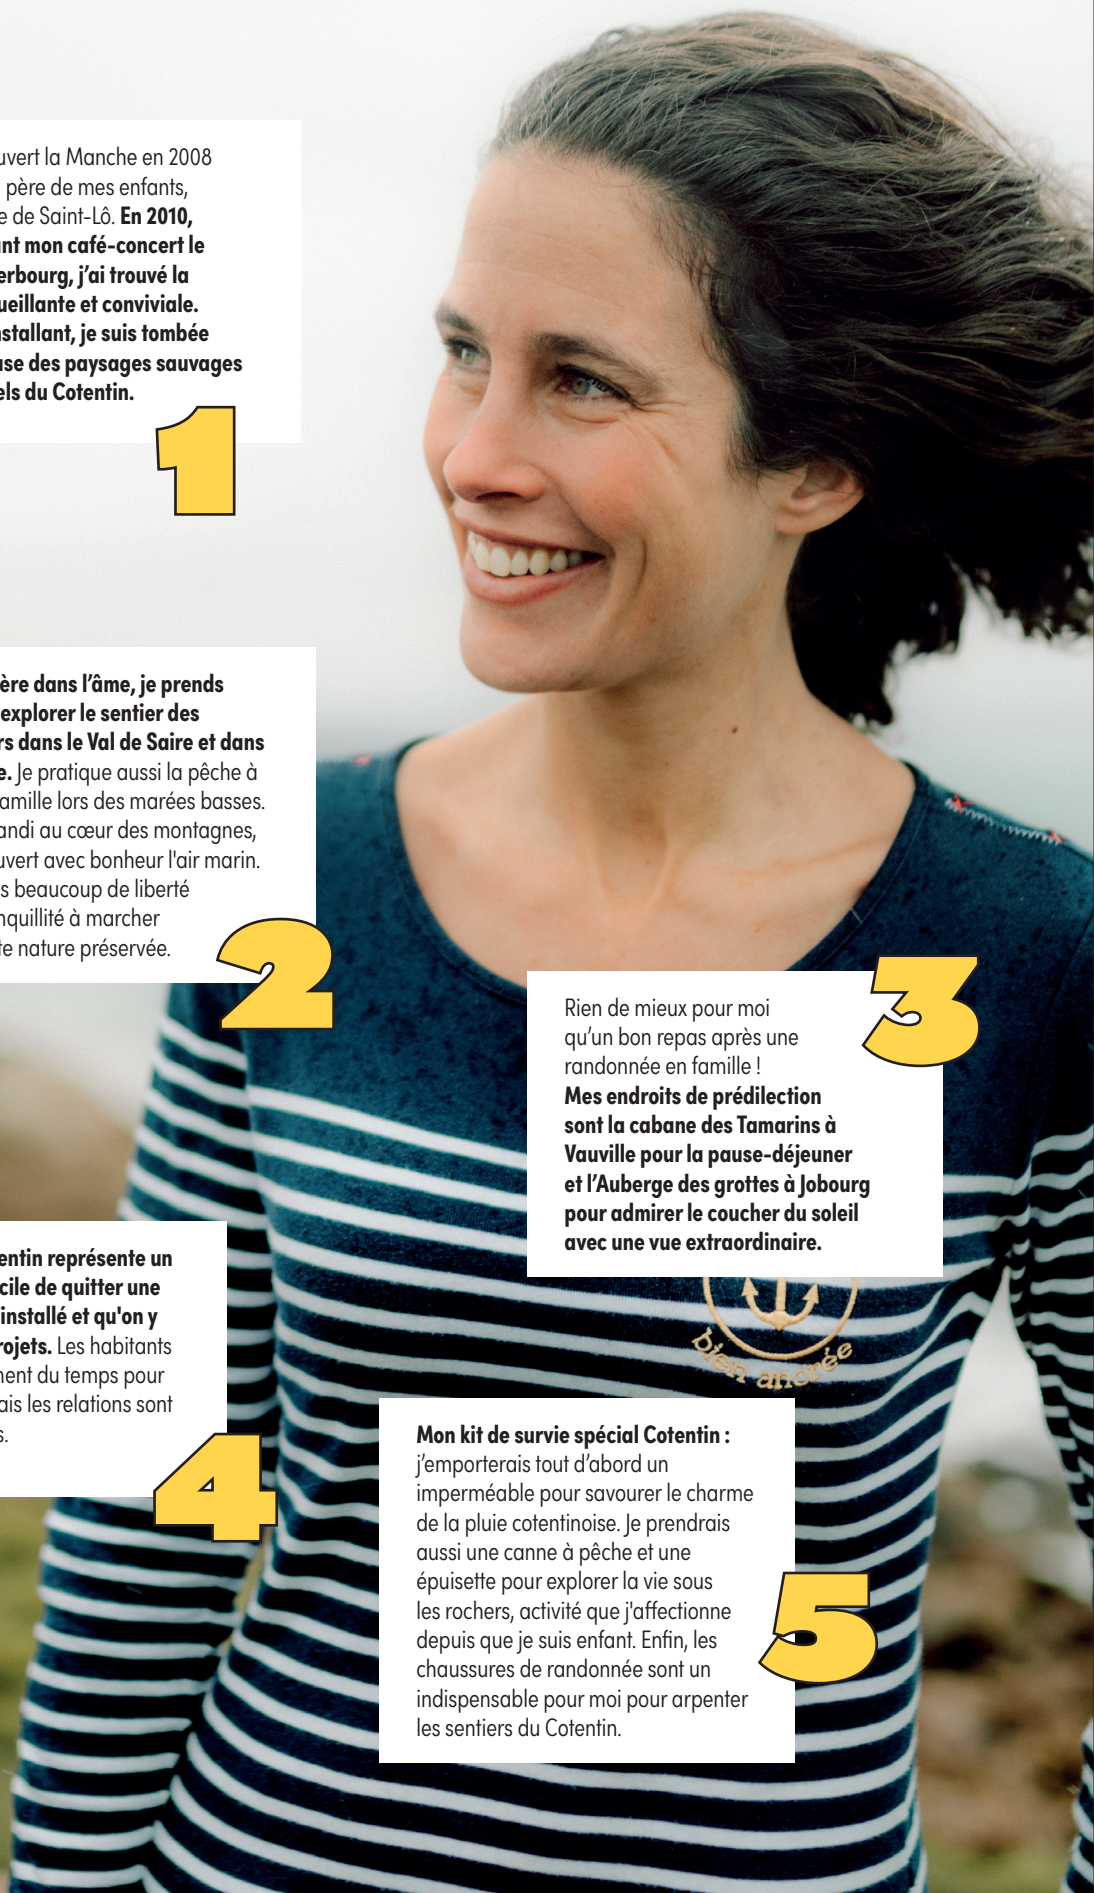 uvert la Manche en 2008
père de mes enfants,
e de Saint-Lô. En 2010,
ant mon café-concert le
erbourg, j'ai trouvé la
ueillante et conviviale.
nstallant, je suis tombée
use des paysages sauvages
els du Cotentin.
1
ère dans l'âme, je prends
explorer le sentier des
rs dans le Val de Saire et dans
e. Je pratique aussi la pêche à
famille lors des marées basses.
andi au cœur des montagnes,
uvert avec bonheur l'air marin.
s beaucoup de liberté
nquillité à marcher
te nature préservée.
2
3
Rien de mieux pour moi
qu'un bon repas après une
randonnée en famille !
Mes endroits de prédilection
sont la cabane des Tamarins à
Vauville pour la pause-déjeuner
et l'Auberge des grottes à Jobourg
pour admirer le coucher du soleil
avec une vue extraordinaire.
bien ancrée
entin représente un
cile de quitter une
installé et qu'on y
rojets. Les habitants
nent du temps pour
ais les relations sont
s.
4
Mon kit de survie spécial Cotentin :
j'emporterais tout d'abord un
imperméable pour savourer le charme
de la pluie cotentinoise. Je prendrais
aussi une canne à pêche et une
épuisette pour explorer la vie sous
les rochers, activité que j'affectionne
depuis que je suis enfant. Enfin, les
chaussures de randonnée sont un
indispensable pour moi pour arpenter
les sentiers du Cotentin.
5